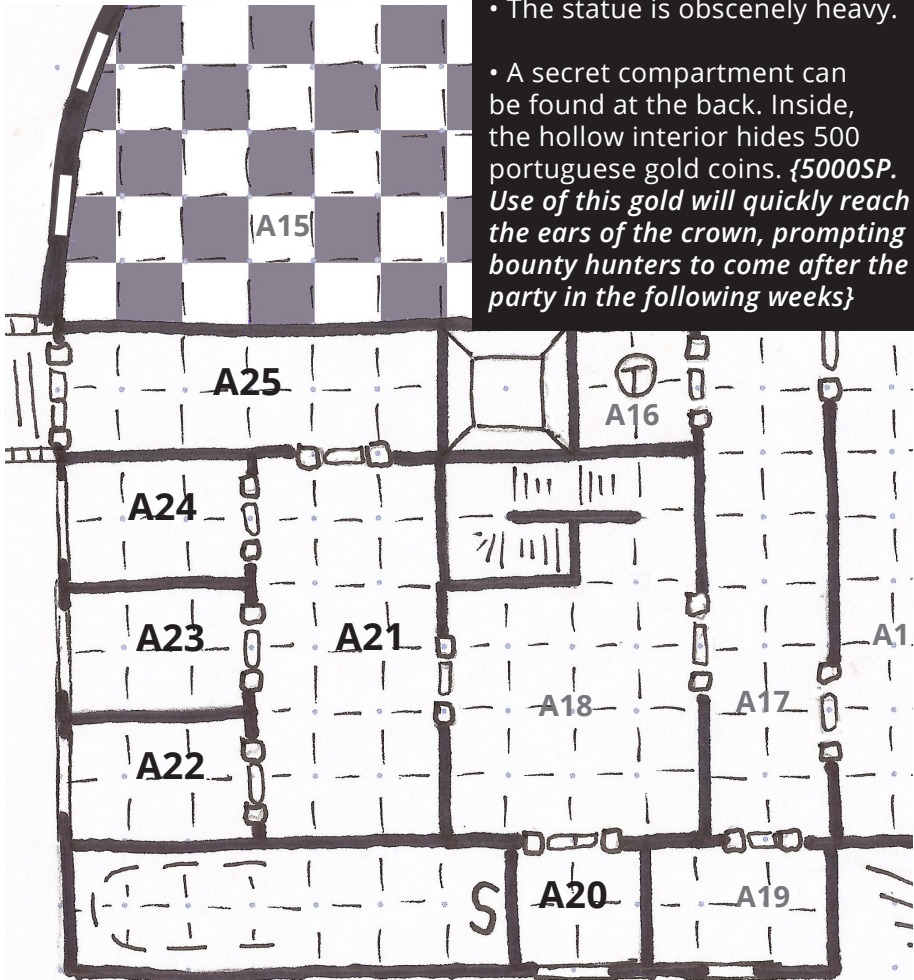 • The statue is obscenely heavy.
• A secret compartment can
be found at the back. Inside,
the hollow interior hides 500
portuguese gold coins. {5000SP.
Use of this gold will quickly reach
the ears of the crown, prompting
bounty hunters to come after the
party in the following weeks}
A15
A25
T
A16
A24
A23
A21
A1
A18
A17
A22
S
A20
A19